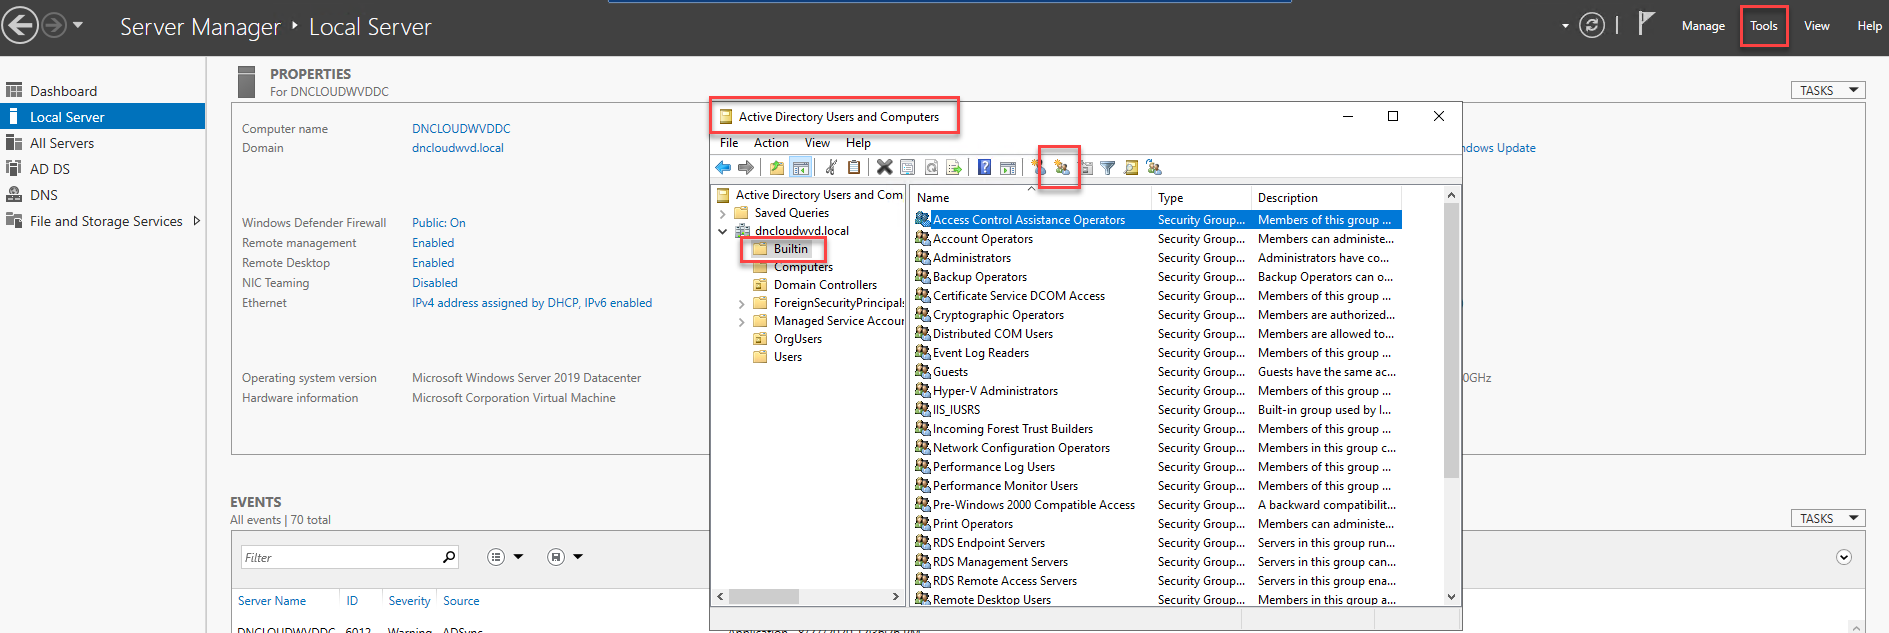 Server Manager ‣ Local Server
Manage Tools View Help
Dashboard
Local Server
All Servers
AD DS
DNS
File and Storage Services
PROPERTIES
For DNCLOUDWVDDC
TASKS
Computer name DNCLOUDWVDDC
Domain dncloudwvd.local
ndows Update
Windows Defender Firewall Public: On
Remote management Enabled
Remote Desktop Enabled
NIC Teaming Disabled
Ethernet IPv4 address assigned by DHCP, IPv6 enabled
Operating system version Microsoft Windows Server 2019 Datacenter
0GHz
Hardware information Microsoft Corporation Virtual Machine
EVENTS
All events | 70 total
TASKS
Filter
Server Name ID Severity Source
DNCLOUDWVDDC 6012 Warning ADSync
Active Directory Users and Computers
File Action View Help
Active Directory Users and Com
Saved Queries
dncloudwvd.local
Builtin
Computers
Domain Controllers
ForeignSecurityPrincipals
Managed Service Accour
OrgUsers
Users
Name Type Description
Access Control Assistance Operators Security Group... Members of this group ...
Account Operators Security Group... Members can administe...
Administrators Security Group... Administrators have co...
Backup Operators Security Group... Backup Operators can o...
Certificate Service DCOM Access Security Group... Members of this group ...
Cryptographic Operators Security Group... Members are authorized...
Distributed COM Users Security Group... Members are allowed to...
Event Log Readers Security Group... Members of this group ...
Guests Security Group... Guests have the same ac...
Hyper-V Administrators Security Group... Members of this group ...
IIS_IUSRS Security Group... Built-in group used by I...
Incoming Forest Trust Builders Security Group... Members of this group ...
Network Configuration Operators Security Group... Members in this group c...
Performance Log Users Security Group... Members of this group ...
Performance Monitor Users Security Group... Members of this group ...
Pre-Windows 2000 Compatible Access Security Group... A backward compatibilit...
Print Operators Security Group... Members can administe...
RDS Endpoint Servers Security Group... Servers in this group run...
RDS Management Servers Security Group... Servers in this group can...
RDS Remote Access Servers Security Group... Servers in this group ena...
Remote Desktop Users Security Group... Members in this group a...